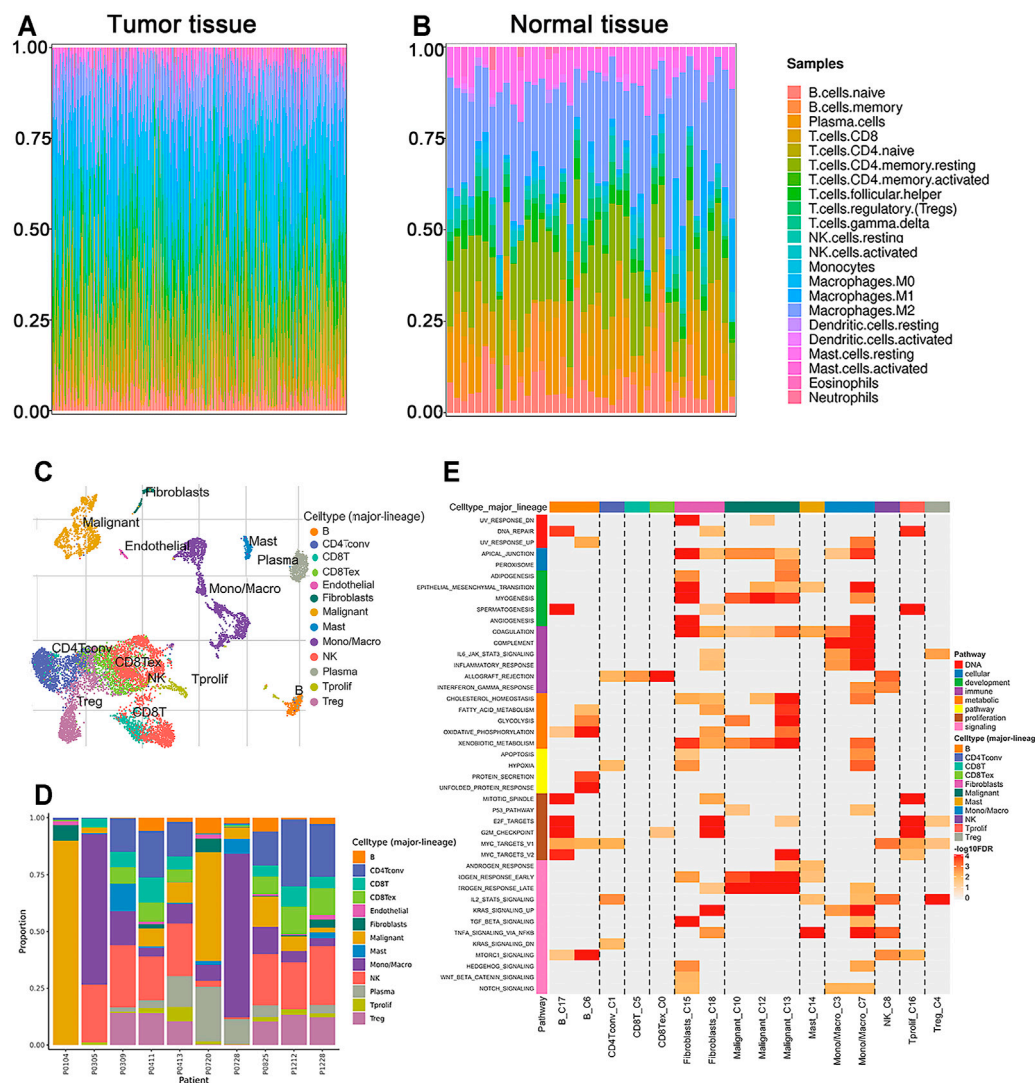 A
Tumor tissue
1.00
0.75
0.50
0.25
0.00
B
Normal tissue
1.00
0.75
0.50
0.25
0.00
Samples
B.cells.naive
B.cells.memory
Plasma.cells
T.cells.CD8
T.cells.CD4.naive
T.cells.CD4.memory.resting
T.cells.CD4.memory.activated
T.cells.follicular.helper
T.cells.regulatory.(Tregs)
T.cells.gamma.delta
NK.cells.resting
NK.cells.activated
Monocytes
Macrophages.M0
Macrophages.M1
Macrophages.M2
Dendritic.cells.resting
Dendritic.cells.activated
Mast.cells.resting
Mast.cells.activated
Eosinophils
Neutrophils
C
Fibroblasts
Malignant
Endothelial
Mast
Plasma
Mono/Macro
CD4Tconv
CD8Tex
NK
Tprolif
Treg
CD8T
B
Celltype (major-lineage)
B
CD4Tconv
CD8T
CD8Tex
Endothelial
Fibroblasts
Malignant
Mast
Mono/Macro
NK
Plasma
Tprolif
Treg
D
Proportion
1.00
0.75
0.50
0.25
0.00
P0104
P0305
P0309
P0411
P0413
P0720
P0728
P0825
P1212
P1228
Patient
Celltype (major-lineage)
B
CD4Tconv
CD8T
CD8Tex
Endothelial
Fibroblasts
Malignant
Mast
Mono/Macro
NK
Plasma
Tprolif
Treg
E
Celltype_major_lineage
UV_RESPONSE_DN
DNA_REPAIR
UV_RESPONSE_UP
APICAL_JUNCTION
PEROXISOME
ADIPOGENESIS
EPITHELIAL_MESENCHYMAL_TRANSITION
MYOGENESIS
SPERMATOGENESIS
ANGIOGENESIS
COAGULATION
COMPLEMENT
IL6_JAK_STAT3_SIGNALING
INFLAMMATORY_RESPONSE
ALLOGRAFT_REJECTION
INTERFERON_GAMMA_RESPONSE
CHOLESTEROL_HOMEOSTASIS
FATTY_ACID_METABOLISM
GLYCOLYSIS
OXIDATIVE_PHOSPHORYLATION
XENOBIOTIC_METABOLISM
APOPTOSIS
HYPOXIA
PROTEIN_SECRETION
UNFOLDED_PROTEIN_RESPONSE
MITOTIC_SPINDLE
P53_PATHWAY
E2F_TARGETS
G2M_CHECKPOINT
MYC_TARGETS_V1
MYC_TARGETS_V2
ANDROGEN_RESPONSE
IOGEN_RESPONSE_EARLY
TROGEN_RESPONSE_LATE
IL2_STAT5_SIGNALING
KRAS_SIGNALING_UP
TGF_BETA_SIGNALING
TNFA_SIGNALING_VIA_NFKB
KRAS_SIGNALING_DN
MTORC1_SIGNALING
HEDGEHOG_SIGNALING
WNT_BETA_CATENIN_SIGNALING
NOTCH_SIGNALING
Pathway
B_C17
B_C6
CD4Tconv_C1
CD8T_C5
CD8Tex_C0
Fibroblasts_C15
Fibroblasts_C18
Malignant_C10
Malignant_C12
Malignant_C13
Mast_C14
Mono/Macro_C3
Mono/Macro_C7
NK_C8
Tprolif_C16
Treg_C4
Pathway
DNA
cellular
development
immune
metabolic
pathway
proliferation
signaling
Celltype (major-lineag
B
CD4Tconv
CD8T
CD8Tex
Fibroblasts
Malignant
Mast
Mono/Macro
NK
Tprolif
Treg
-log10FDR
4
3
2
1
0